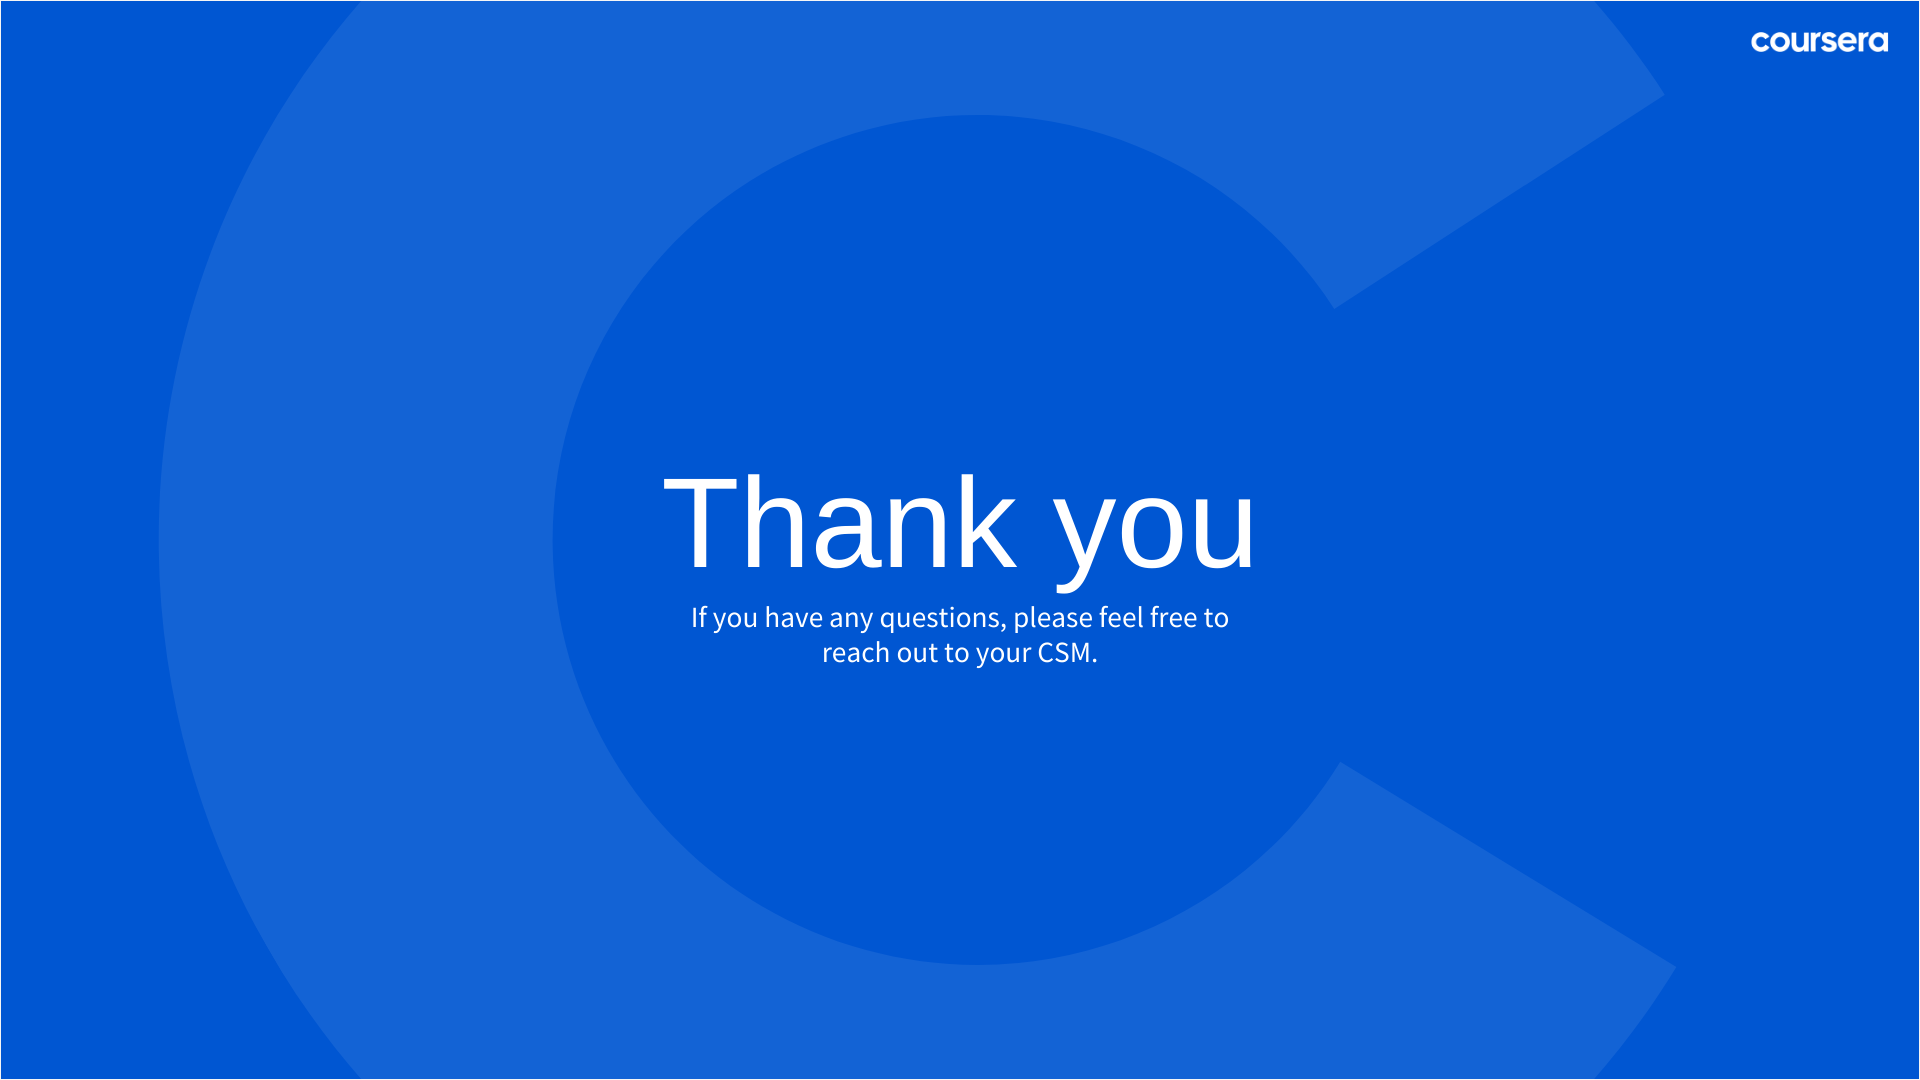 coursera
Thank you
If you have any questions, please feel free to
reach out to your CSM.